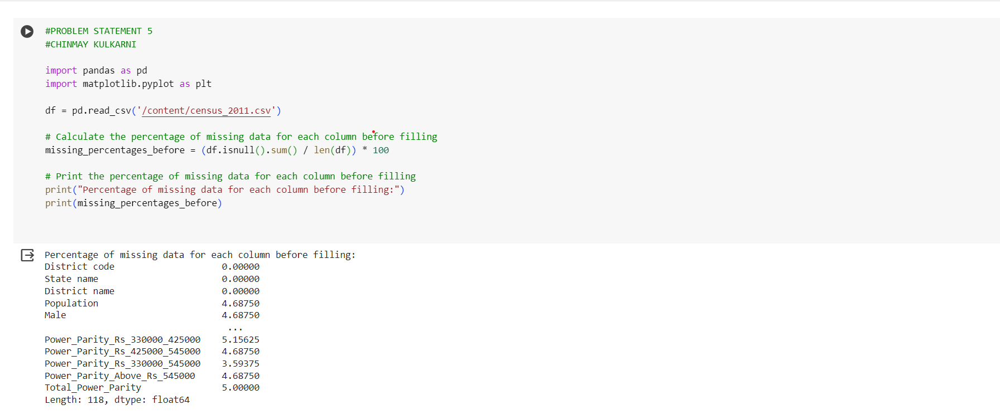 #PROBLEM STATEMENT 5
#CHINMAY KULKARNI
import pandas as pd
import matplotlib.pyplot as plt
df = pd.read_csv('/content/census_2011.csv')
# Calculate the percentage of missing data for each column before filling
missing_percentages_before = (df.isnull().sum() / len(df)) * 100
# Print the percentage of missing data for each column before filling
print("Percentage of missing data for each column before filling:")
print(missing_percentages_before)
Percentage of missing data for each column before filling:
District code 0.00000
State name 0.00000
District name 0.00000
Population 4.68750
Male 4.68750
...
Power_Parity_Rs_330000_425000 5.15625
Power_Parity_Rs_425000_545000 4.68750
Power_Parity_Rs_330000_545000 3.59375
Power_Parity_Above_Rs_545000 4.68750
Total_Power_Parity 5.00000
Length: 118, dtype: float64